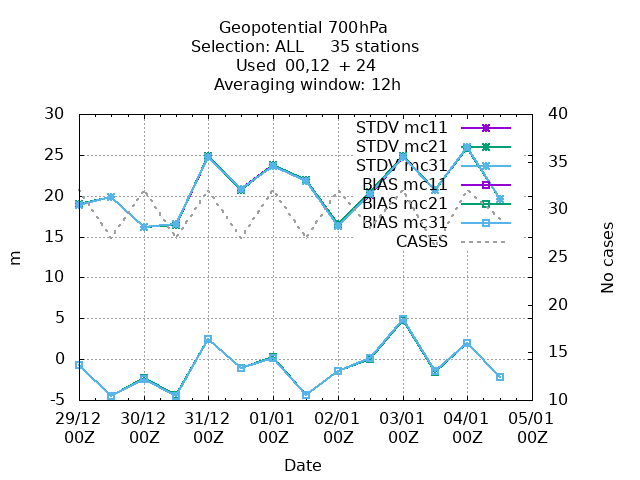 Geopotential 700hPa
Selection: ALL 35 stations
Used 00,12 + 24
Averaging window: 12h
30
25
20
15
10
5
0
-5
40
35
30
25
20
15
10
m
No cases
STDV mc11
STDV mc21
STDV mc31
BIAS mc11
BIAS mc21
BIAS mc31
CASES
29/12 30/12 31/12 01/01 02/01 03/01 04/01 05/01
00Z 00Z 00Z 00Z 00Z 00Z 00Z 00Z
Date